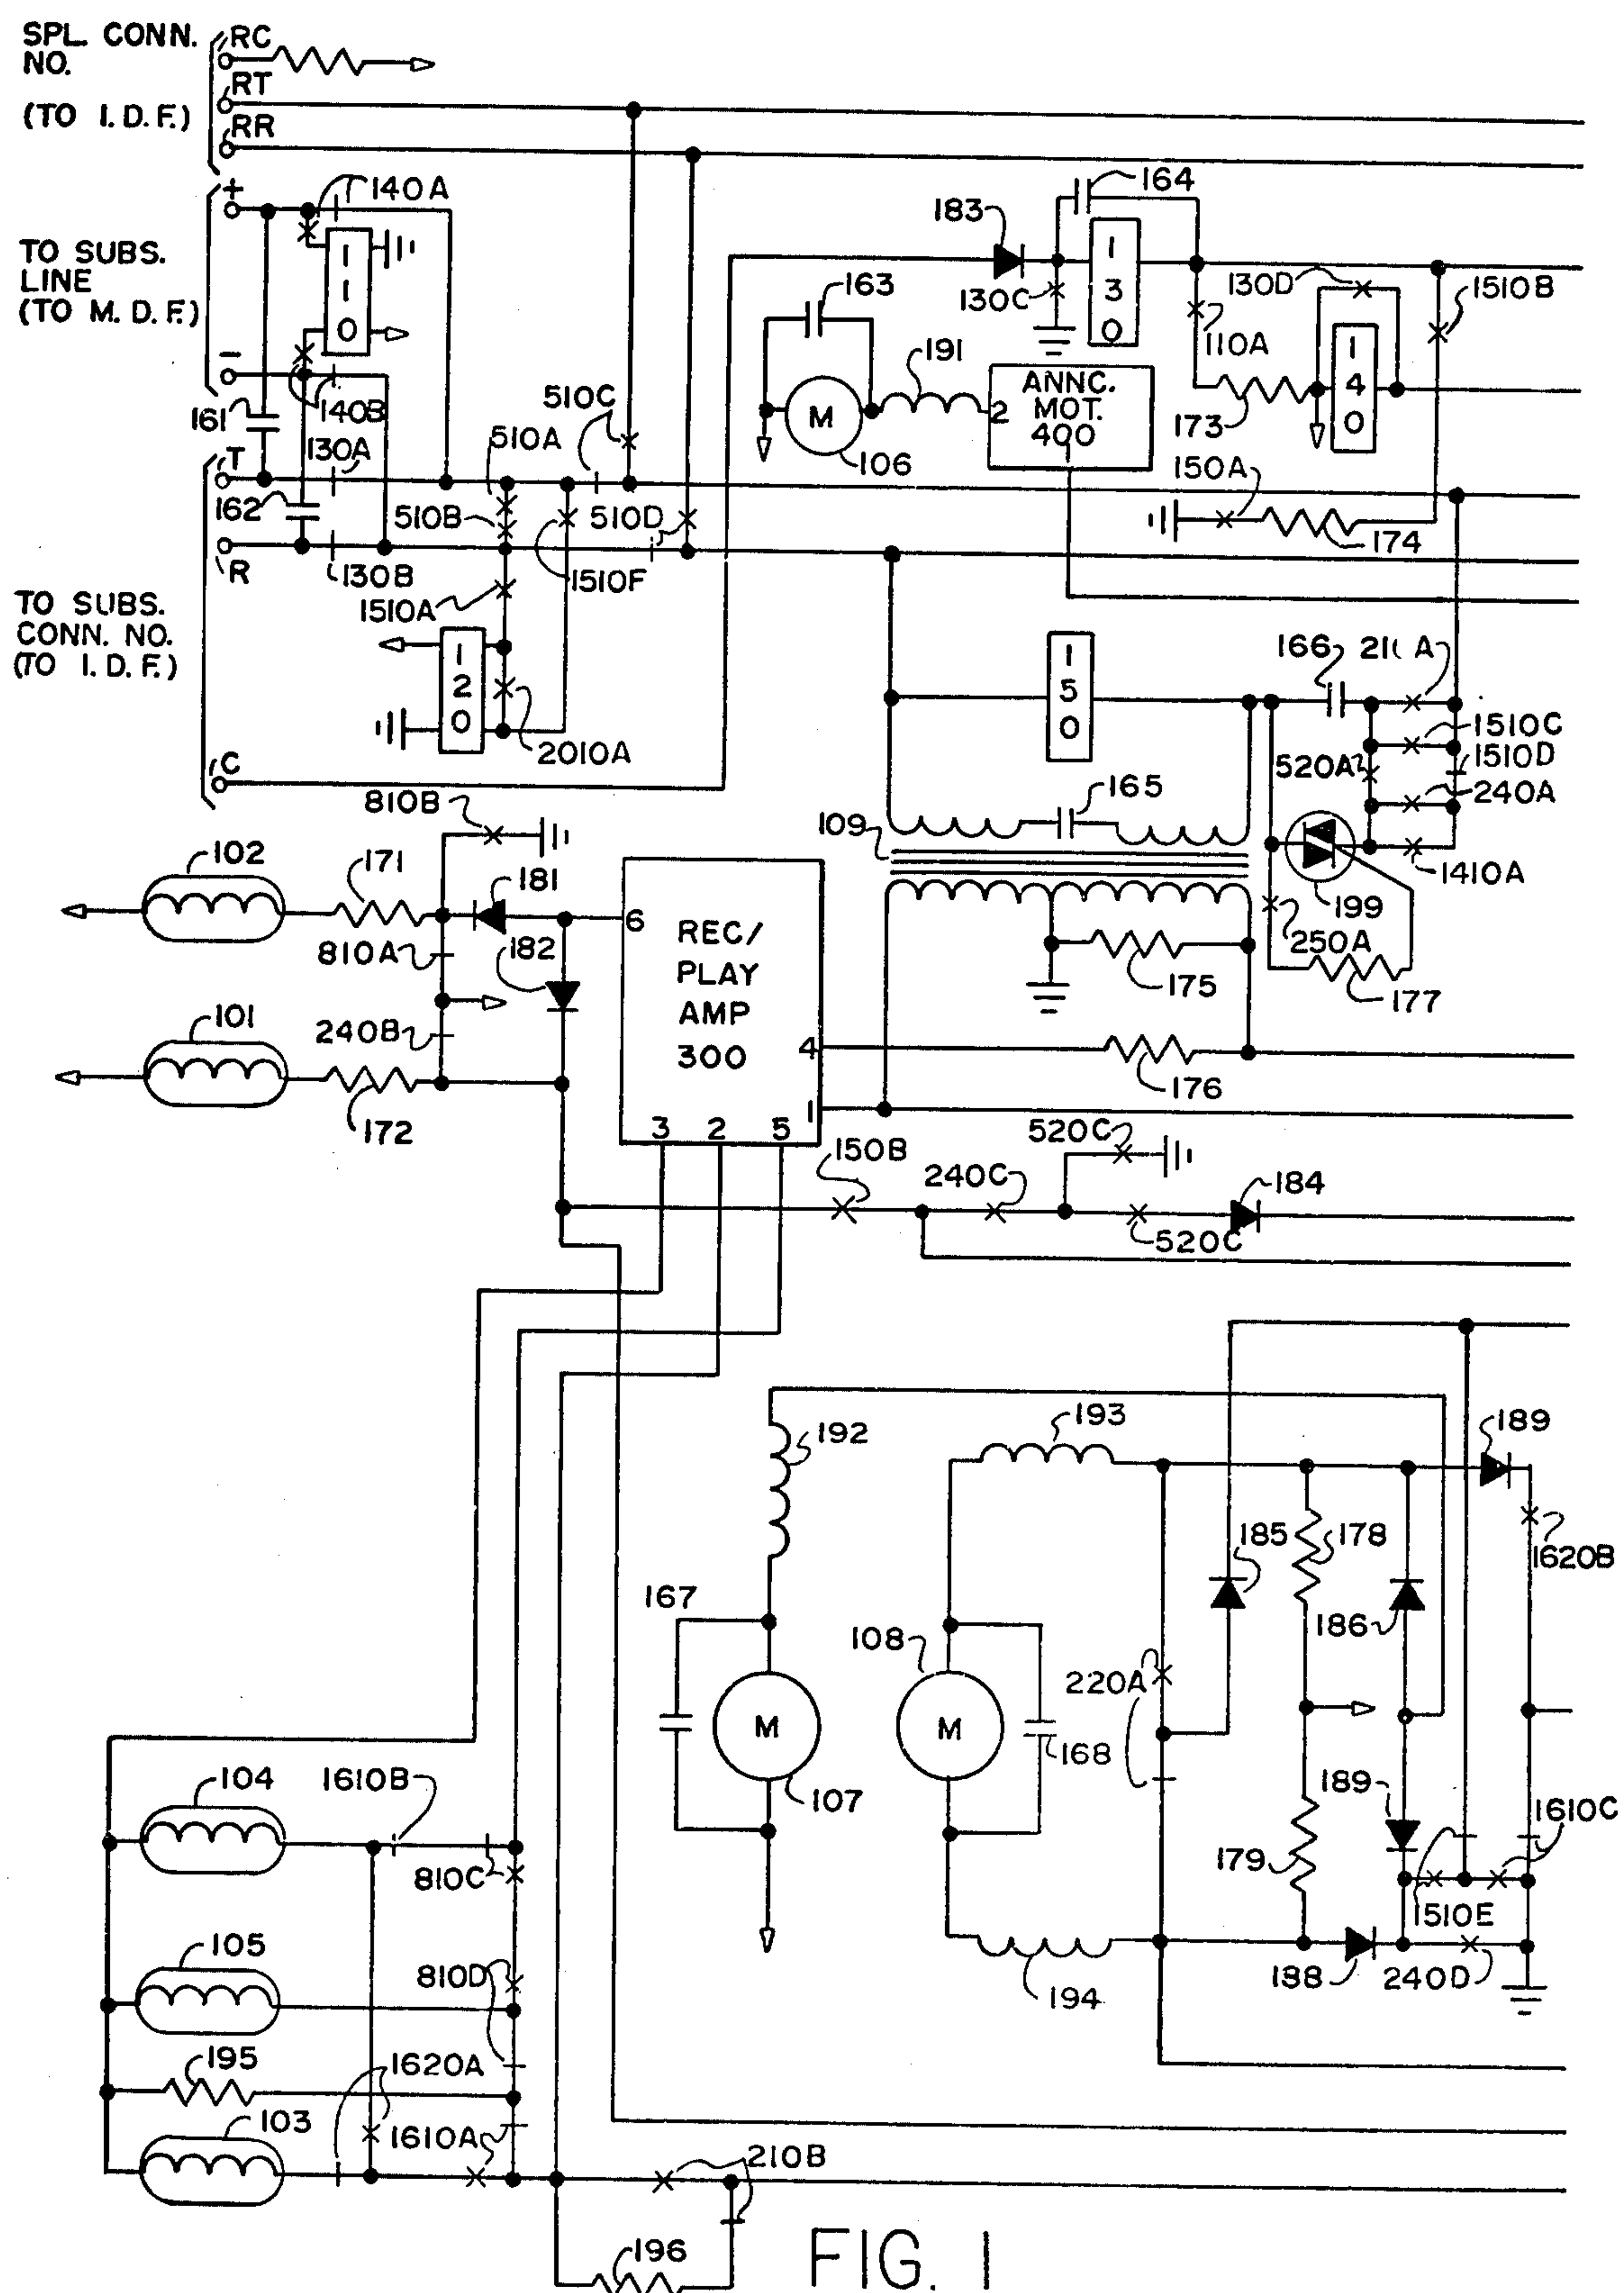 SPL. CONN.
NO.
(TO I.D.F.)
RC
RT
RR
+
140A
TO SUBS.
LINE
(TO M.D.F.)
110
−
140B
161
130A
T
162
R
130B
TO SUBS.
CONN. NO.
(TO I.D.F.)
C
510A
510B
510C
510D
1510F
1510A
120
2010A
183
164
130
130C
163
M
106
191
2
ANNC.
MOT.
400
110A
130D
140
1510B
173
150A
174
150
166
210A
1510C
1510D
520A
240A
1410A
165
109
199
250A
177
175
176
810B
102
171
181
182
810A
101
240B
172
6
REC/
PLAY
AMP
300
4
1
3 2 5
150B
240C
520C
520C
184
192
193
189
185
178
1620B
186
167
M
107
108
M
168
220A
189
1610C
179
1510E
188
240D
194
104
1610B
810C
105
810D
195
1620A
103
1610A
210B
196
FIG. 1